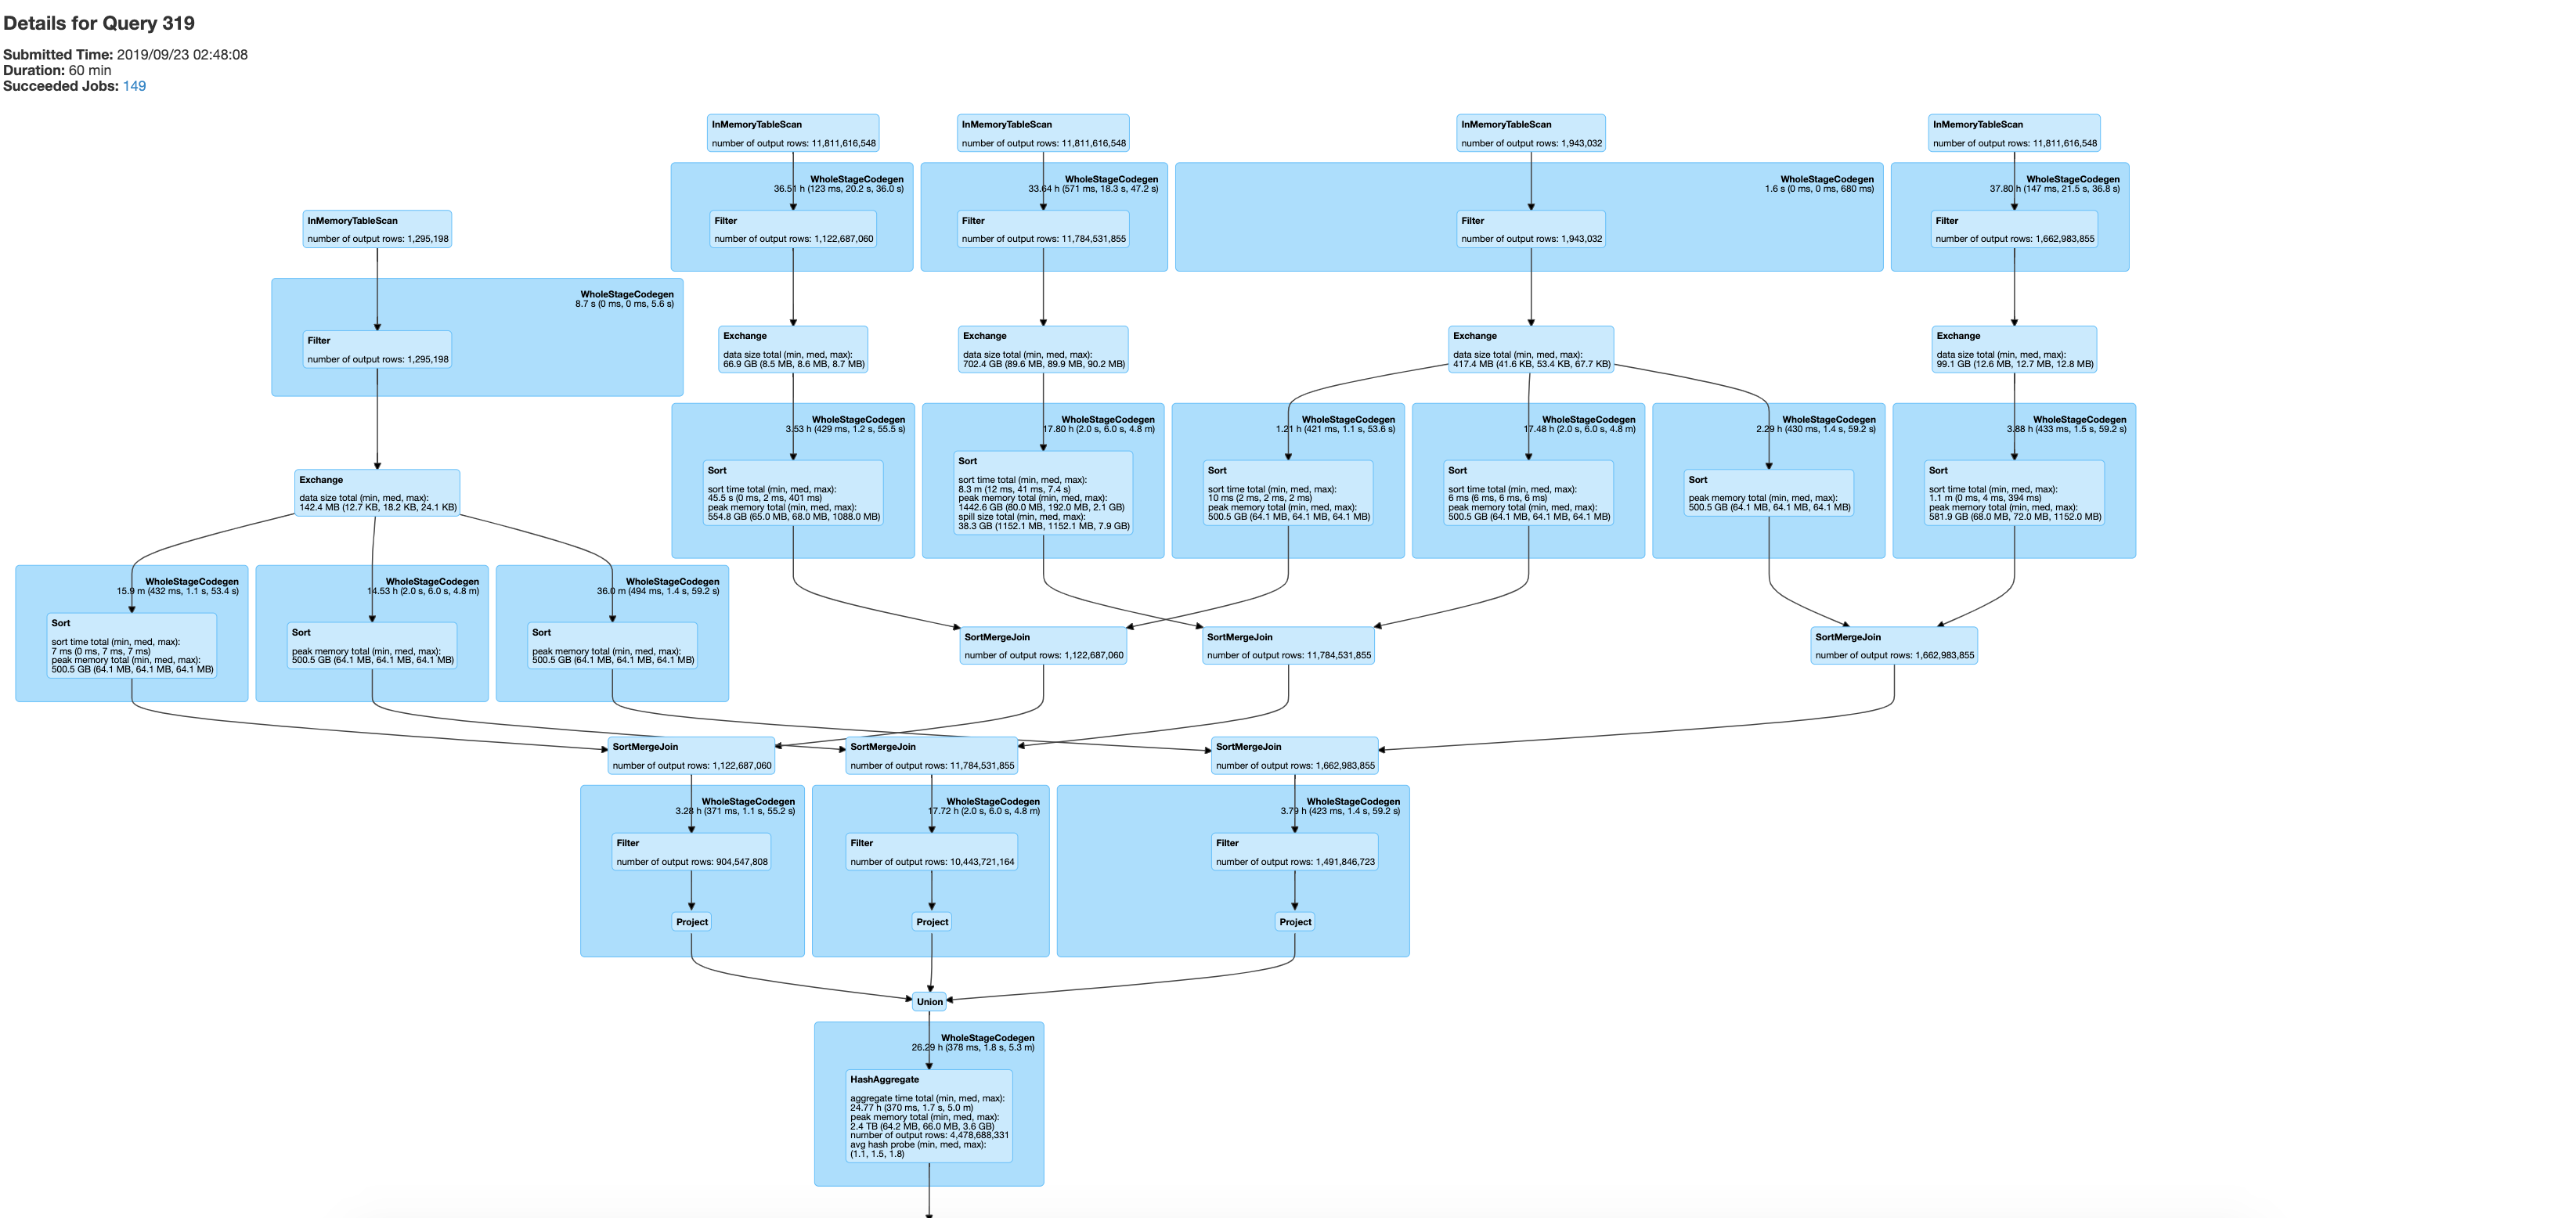 Details for Query 319
Submitted Time: 2019/09/23 02:48:08
Duration: 60 min
Succeeded Jobs: 149
InMemoryTableScan
number of output rows: 11,811,616,548
InMemoryTableScan
number of output rows: 11,811,616,548
InMemoryTableScan
number of output rows: 1,943,032
InMemoryTableScan
number of output rows: 11,811,616,548
WholeStageCodegen
36.51 h (123 ms, 20.2 s, 36.0 s)
WholeStageCodegen
33.64 h (571 ms, 18.3 s, 47.2 s)
WholeStageCodegen
1.6 s (0 ms, 0 ms, 680 ms)
WholeStageCodegen
37.80 h (147 ms, 21.5 s, 36.8 s)
InMemoryTableScan
number of output rows: 1,295,198
Filter
number of output rows: 1,122,687,060
Filter
number of output rows: 11,784,531,855
Filter
number of output rows: 1,943,032
Filter
number of output rows: 1,662,983,855
WholeStageCodegen
8.7 s (0 ms, 0 ms, 5.6 s)
Filter
number of output rows: 1,295,198
Exchange
data size total (min, med, max):
66.9 GB (8.5 MB, 8.6 MB, 8.7 MB)
Exchange
data size total (min, med, max):
702.4 GB (89.6 MB, 89.9 MB, 90.2 MB)
Exchange
data size total (min, med, max):
417.4 MB (41.6 KB, 53.4 KB, 67.7 KB)
Exchange
data size total (min, med, max):
99.1 GB (12.6 MB, 12.7 MB, 12.8 MB)
WholeStageCodegen
3.53 h (429 ms, 1.2 s, 55.5 s)
WholeStageCodegen
17.80 h (2.0 s, 6.0 s, 4.8 m)
WholeStageCodegen
1.21 h (421 ms, 1.1 s, 53.6 s)
WholeStageCodegen
17.48 h (2.0 s, 6.0 s, 4.8 m)
WholeStageCodegen
2.29 h (430 ms, 1.4 s, 59.2 s)
WholeStageCodegen
3.88 h (433 ms, 1.5 s, 59.2 s)
Exchange
data size total (min, med, max):
142.4 MB (12.7 KB, 18.2 KB, 24.1 KB)
Sort
sort time total (min, med, max):
45.5 s (0 ms, 2 ms, 401 ms)
peak memory total (min, med, max):
554.8 GB (65.0 MB, 68.0 MB, 1088.0 MB)
Sort
sort time total (min, med, max):
8.3 m (12 ms, 41 ms, 7.4 s)
peak memory total (min, med, max):
1442.6 GB (80.0 MB, 192.0 MB, 2.1 GB)
spill size total (min, med, max):
38.3 GB (1152.1 MB, 1152.1 MB, 7.9 GB)
Sort
sort time total (min, med, max):
10 ms (2 ms, 2 ms, 2 ms)
peak memory total (min, med, max):
500.5 GB (64.1 MB, 64.1 MB, 64.1 MB)
Sort
sort time total (min, med, max):
6 ms (6 ms, 6 ms, 6 ms)
peak memory total (min, med, max):
500.5 GB (64.1 MB, 64.1 MB, 64.1 MB)
Sort
peak memory total (min, med, max):
500.5 GB (64.1 MB, 64.1 MB, 64.1 MB)
Sort
sort time total (min, med, max):
1.1 m (0 ms, 4 ms, 394 ms)
peak memory total (min, med, max):
581.9 GB (68.0 MB, 72.0 MB, 1152.0 MB)
WholeStageCodegen
15.9 m (432 ms, 1.1 s, 53.4 s)
WholeStageCodegen
14.53 h (2.0 s, 6.0 s, 4.8 m)
WholeStageCodegen
36.0 m (494 ms, 1.4 s, 59.2 s)
Sort
sort time total (min, med, max):
7 ms (0 ms, 7 ms, 7 ms)
peak memory total (min, med, max):
500.5 GB (64.1 MB, 64.1 MB, 64.1 MB)
Sort
peak memory total (min, med, max):
500.5 GB (64.1 MB, 64.1 MB, 64.1 MB)
Sort
peak memory total (min, med, max):
500.5 GB (64.1 MB, 64.1 MB, 64.1 MB)
SortMergeJoin
number of output rows: 1,122,687,060
SortMergeJoin
number of output rows: 11,784,531,855
SortMergeJoin
number of output rows: 1,662,983,855
SortMergeJoin
number of output rows: 1,122,687,060
SortMergeJoin
number of output rows: 11,784,531,855
SortMergeJoin
number of output rows: 1,662,983,855
WholeStageCodegen
3.28 h (371 ms, 1.1 s, 55.2 s)
WholeStageCodegen
17.72 h (2.0 s, 6.0 s, 4.8 m)
WholeStageCodegen
3.79 h (423 ms, 1.4 s, 59.2 s)
Filter
number of output rows: 904,547,808
Filter
number of output rows: 10,443,721,164
Filter
number of output rows: 1,491,846,723
Project
Project
Project
Union
WholeStageCodegen
26.29 h (378 ms, 1.8 s, 5.3 m)
HashAggregate
aggregate time total (min, med, max):
24.77 h (370 ms, 1.7 s, 5.0 m)
peak memory total (min, med, max):
2.4 TB (64.2 MB, 66.0 MB, 3.6 GB)
number of output rows: 4,478,688,331
avg hash probe (min, med, max):
(1.1, 1.5, 1.8)